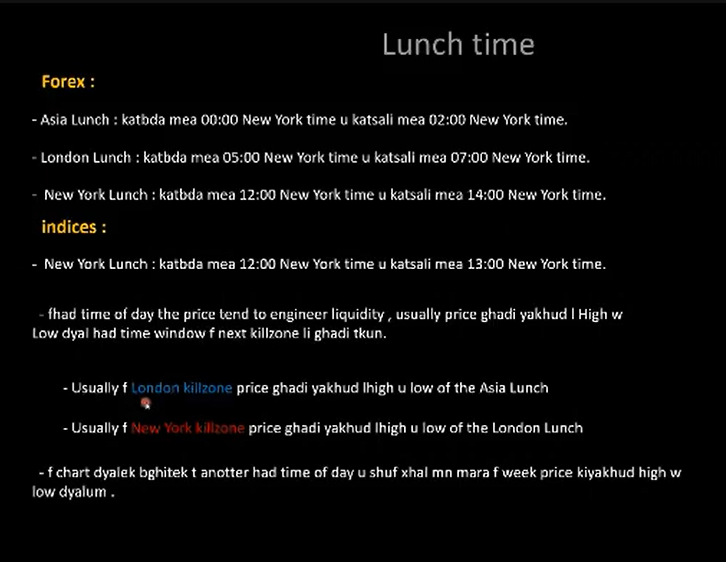 Lunch time
Forex :
- Asia Lunch : katbda mea 00:00 New York time u katsali mea 02:00 New York time.
- London Lunch : katbda mea 05:00 New York time u katsali mea 07:00 New York time.
- New York Lunch : katbda mea 12:00 New York time u katsali mea 14:00 New York time.
indices :
- New York Lunch : katbda mea 12:00 New York time u katsali mea 13:00 New York time.
- fhad time of day the price tend to engineer liquidity , usually price ghadi yakhud l High w
Low dyal had time window f next killzone li ghadi tkun.
- Usually f London killzone price ghadi yakhud lhigh u low of the Asia Lunch
- Usually f New York killzone price ghadi yakhud lhigh u low of the London Lunch
- f chart dyalek bghitek t anotter had time of day u shuf xhal mn mara f week price kiyakhud high w
low dyalum .